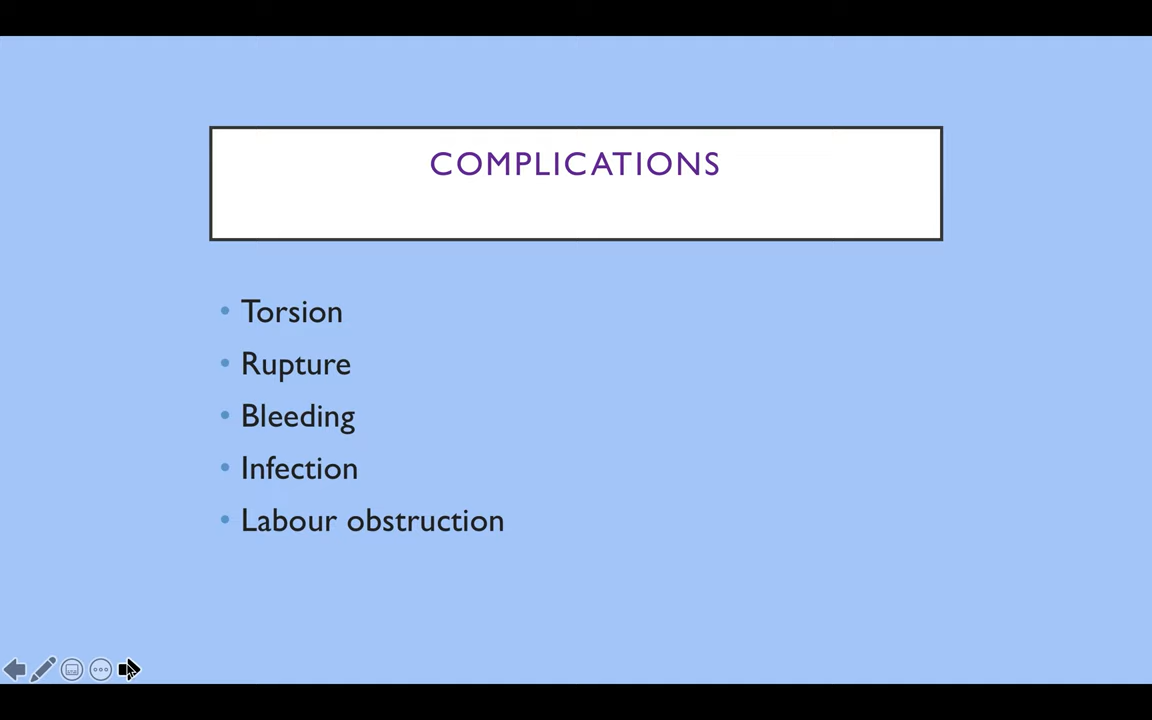 COMPLICATIONS
• Torsion
• Rupture
• Bleeding
• Infection
• Labour obstruction